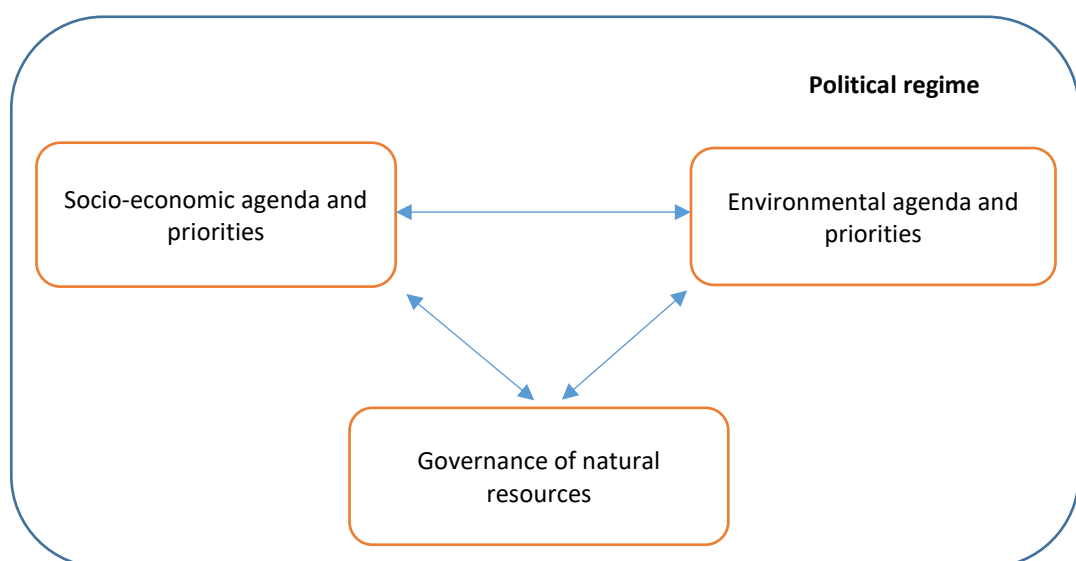 Political regime
Socio-economic agenda and
priorities
Environmental agenda and
priorities
Governance of natural
resources